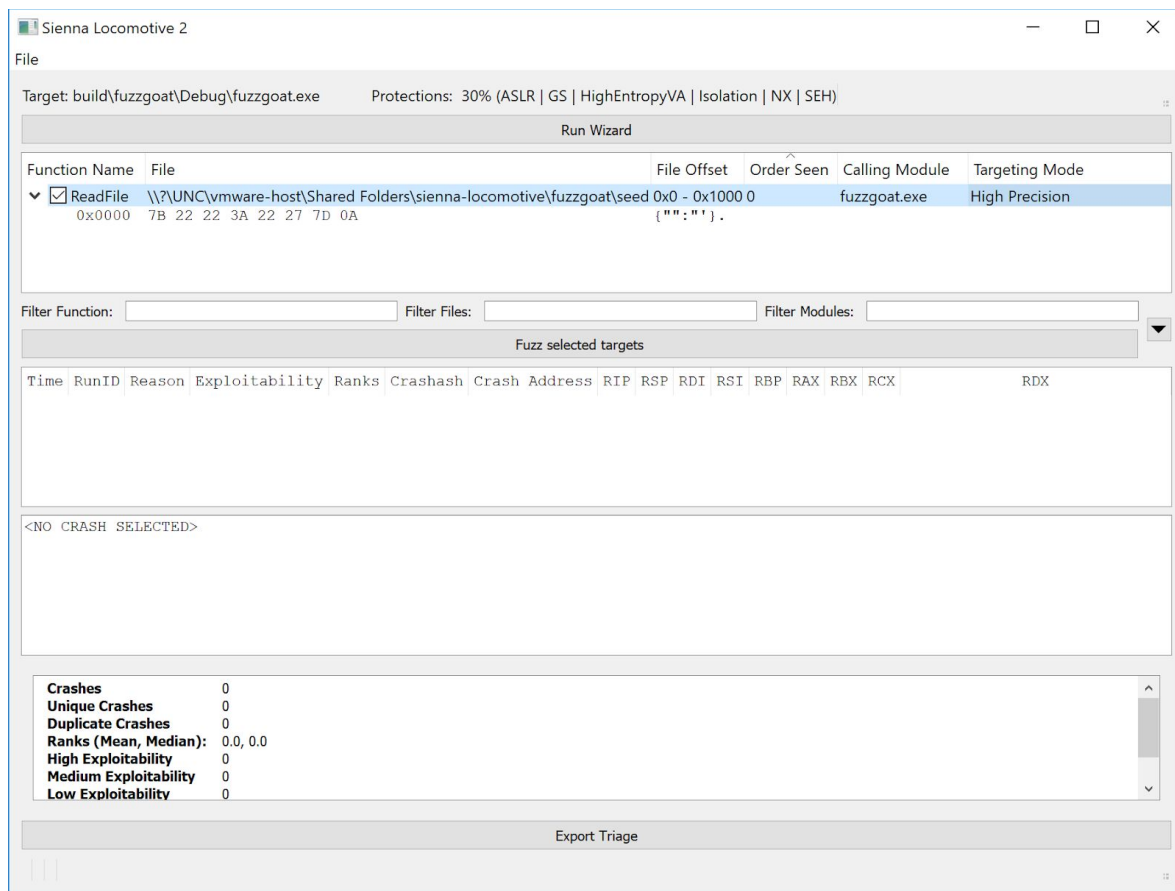 Sienna Locomotive 2
File
Target: build\fuzzgoat\Debug\fuzzgoat.exe Protections: 30% (ASLR | GS | HighEntropyVA | Isolation | NX | SEH)
Run Wizard
Function Name File File Offset Order Seen Calling Module Targeting Mode
ReadFile \\?\UNC\vmware-host\Shared Folders\sienna-locomotive\fuzzgoat\seed 0x0 - 0x1000 0 fuzzgoat.exe High Precision
0x0000 7B 22 22 3A 22 27 7D 0A {"":"'}.
Filter Function: Filter Files: Filter Modules:
Fuzz selected targets
Time RunID Reason Exploitability Ranks Crashash Crash Address RIP RSP RDI RSI RBP RAX RBX RCX RDX
<NO CRASH SELECTED>
Crashes 0
Unique Crashes 0
Duplicate Crashes 0
Ranks (Mean, Median): 0.0, 0.0
High Exploitability 0
Medium Exploitability 0
Low Exploitability 0
Export Triage